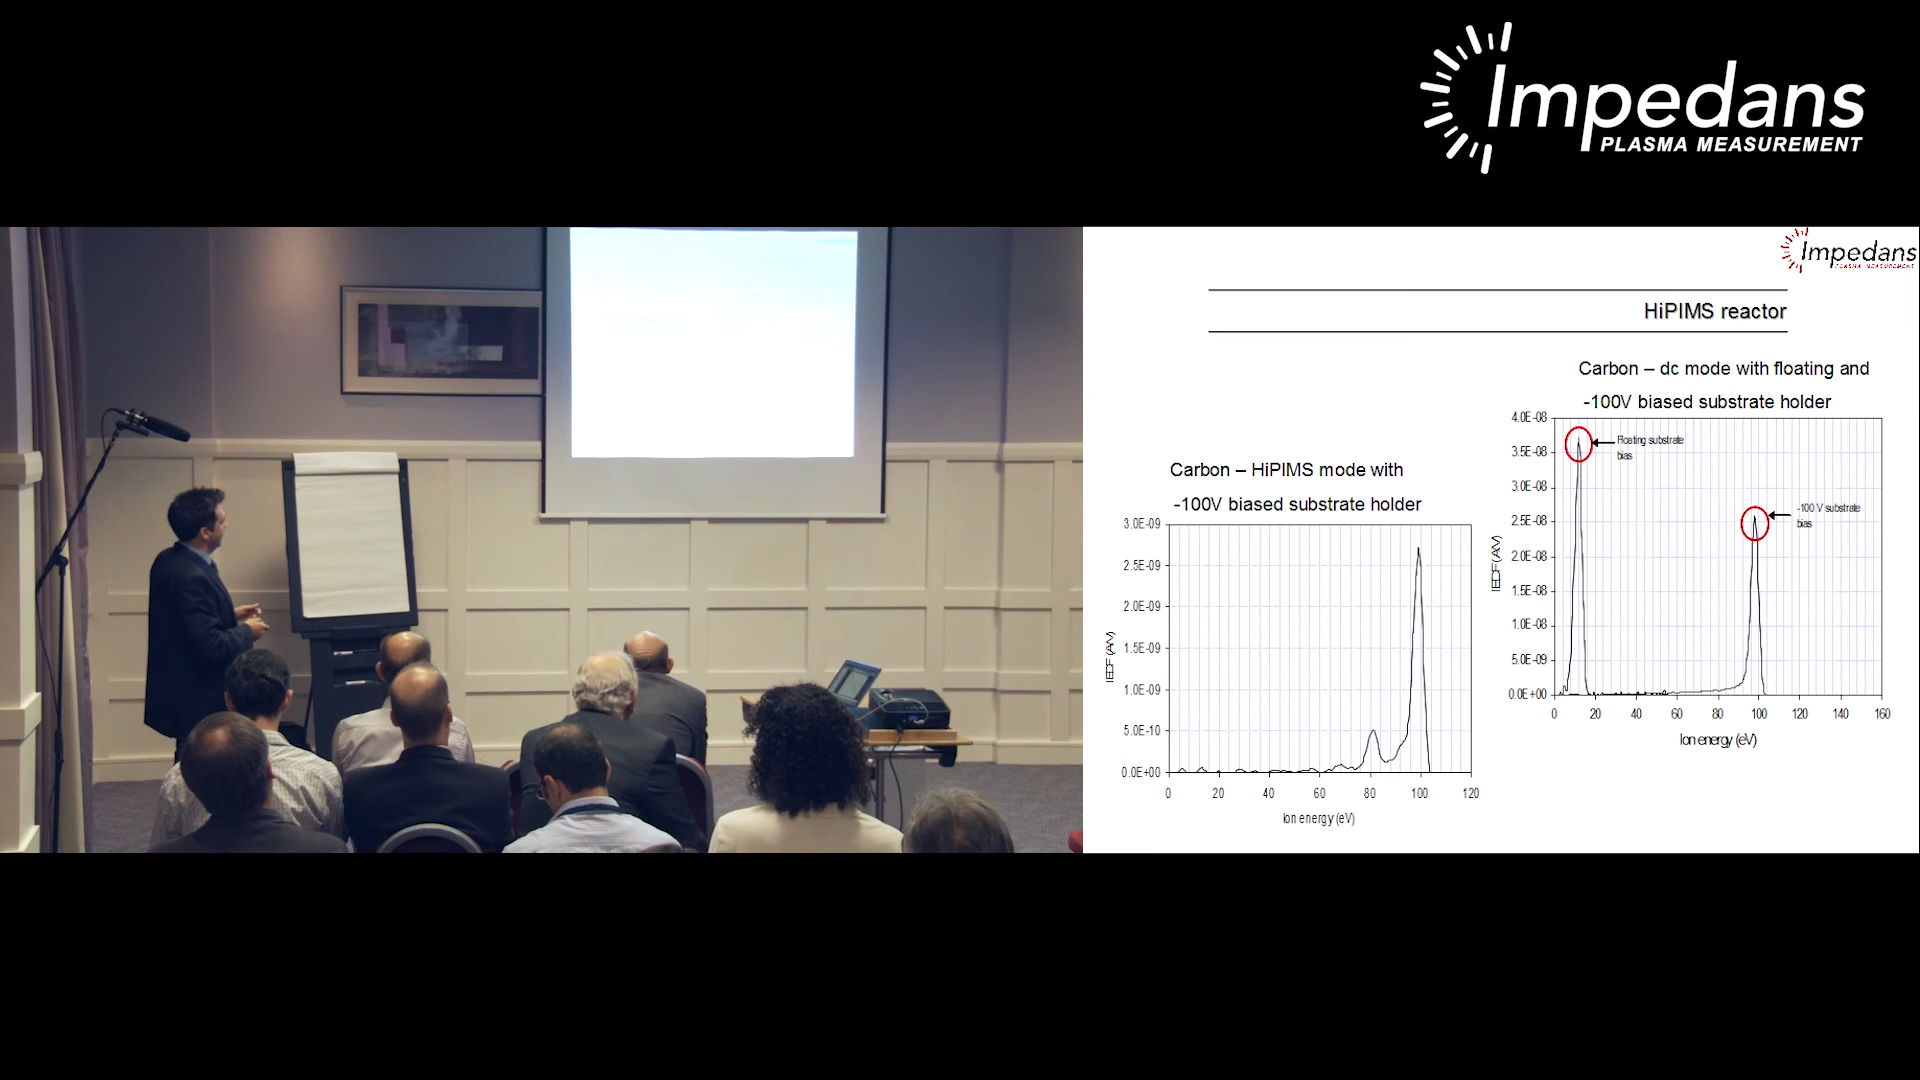 Impedans
PLASMA MEASUREMENT
Impedans
PLASMA MEASUREMENT
HiPIMS reactor
Carbon – dc mode with floating and
-100V biased substrate holder
4.0E-08
3.5E-08
3.0E-08
2.5E-08
2.0E-08
1.5E-08
1.0E-08
5.0E-09
0.0E+00
IEDF (A/V)
Floating substrate
bias
-100 V substrate
bias
0 20 40 60 80 100 120 140 160
Ion energy (eV)
Carbon – HiPIMS mode with
-100V biased substrate holder
3.0E-09
2.5E-09
2.0E-09
1.5E-09
1.0E-09
5.0E-10
0.0E+00
IEDF (A/V)
0 20 40 60 80 100 120
Ion energy (eV)